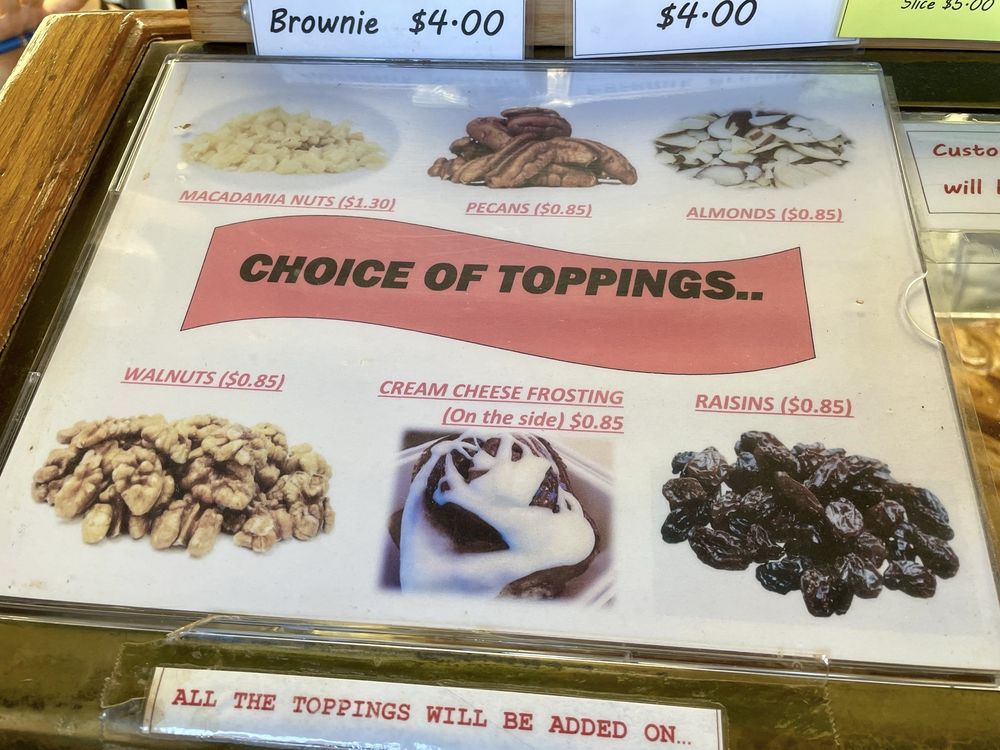 Brownie $4.00
$4.00
Slice $5.00
MACADAMIA NUTS ($1.30)
PECANS ($0.85)
ALMONDS ($0.85)
Custo
will
CHOICE OF TOPPINGS..
WALNUTS ($0.85)
CREAM CHEESE FROSTING
(On the side) $0.85
RAISINS ($0.85)
ALL THE TOPPINGS WILL BE ADDED ON...